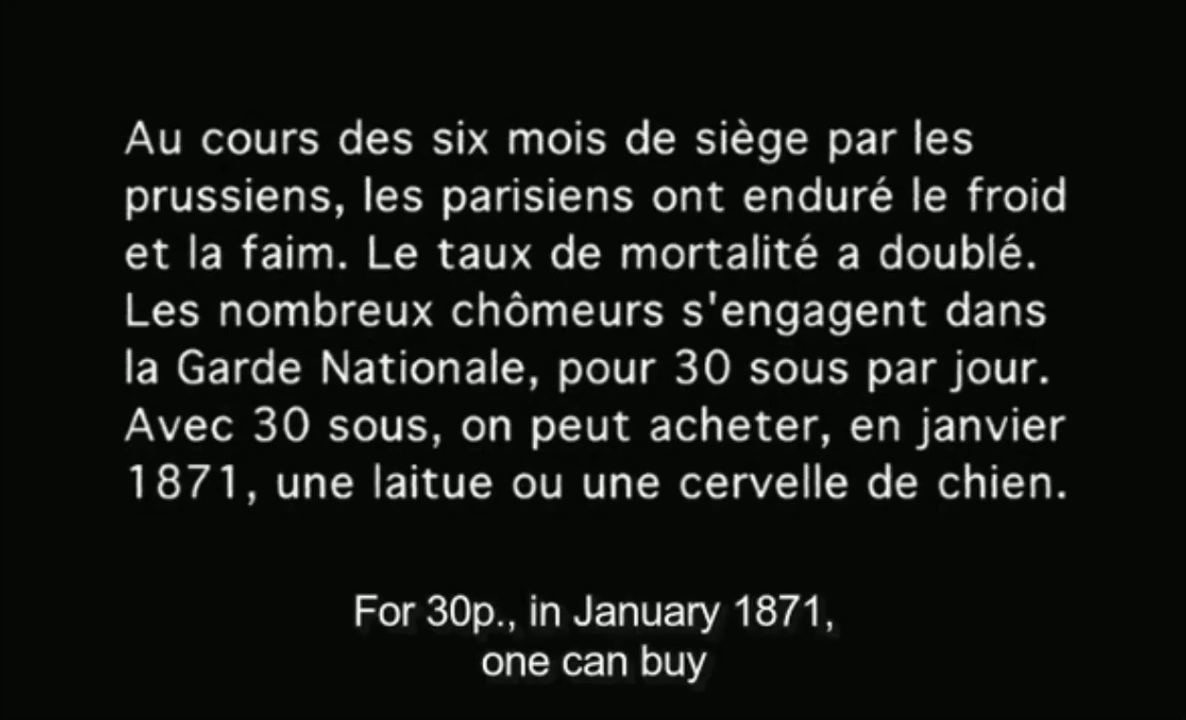 Au cours des six mois de siège par les
prussiens, les parisiens ont enduré le froid
et la faim. Le taux de mortalité a doublé.
Les nombreux chômeurs s'engagent dans
la Garde Nationale, pour 30 sous par jour.
Avec 30 sous, on peut acheter, en janvier
1871, une laitue ou une cervelle de chien.
For 30p., in January 1871,
one can buy